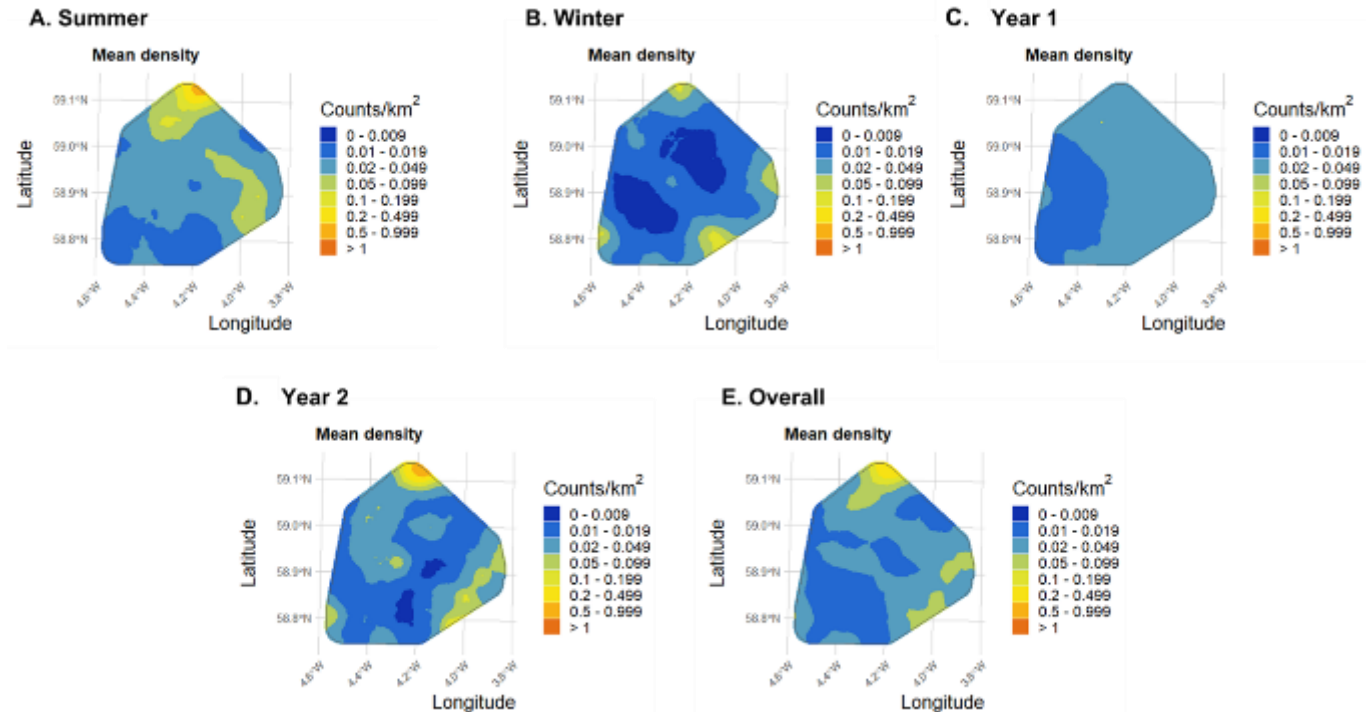 A. Summer
Mean density
59.1°N
59.0°N
58.9°N
58.8°N
4.6°W
4.4°W
4.2°W
4.0°W
3.8°W
Latitude
Longitude
Counts/km²
0 - 0.009
0.01 - 0.019
0.02 - 0.049
0.05 - 0.099
0.1 - 0.199
0.2 - 0.499
0.5 - 0.999
> 1
B. Winter
Mean density
59.1°N
59.0°N
58.9°N
58.8°N
4.6°W
4.4°W
4.2°W
4.0°W
3.8°W
Latitude
Longitude
Counts/km²
0 - 0.009
0.01 - 0.019
0.02 - 0.049
0.05 - 0.099
0.1 - 0.199
0.2 - 0.499
0.5 - 0.999
> 1
C. Year 1
Mean density
59.1°N
59.0°N
58.9°N
58.8°N
4.6°W
4.4°W
4.2°W
4.0°W
3.8°W
Latitude
Longitude
Counts/km²
0 - 0.009
0.01 - 0.019
0.02 - 0.049
0.05 - 0.099
0.1 - 0.199
0.2 - 0.499
0.5 - 0.999
> 1
D. Year 2
Mean density
59.1°N
59.0°N
58.9°N
58.8°N
4.6°W
4.4°W
4.2°W
4.0°W
3.8°W
Latitude
Longitude
Counts/km²
0 - 0.009
0.01 - 0.019
0.02 - 0.049
0.05 - 0.099
0.1 - 0.199
0.2 - 0.499
0.5 - 0.999
> 1
E. Overall
Mean density
59.1°N
59.0°N
58.9°N
58.8°N
4.6°W
4.4°W
4.2°W
4.0°W
3.8°W
Latitude
Longitude
Counts/km²
0 - 0.009
0.01 - 0.019
0.02 - 0.049
0.05 - 0.099
0.1 - 0.199
0.2 - 0.499
0.5 - 0.999
> 1